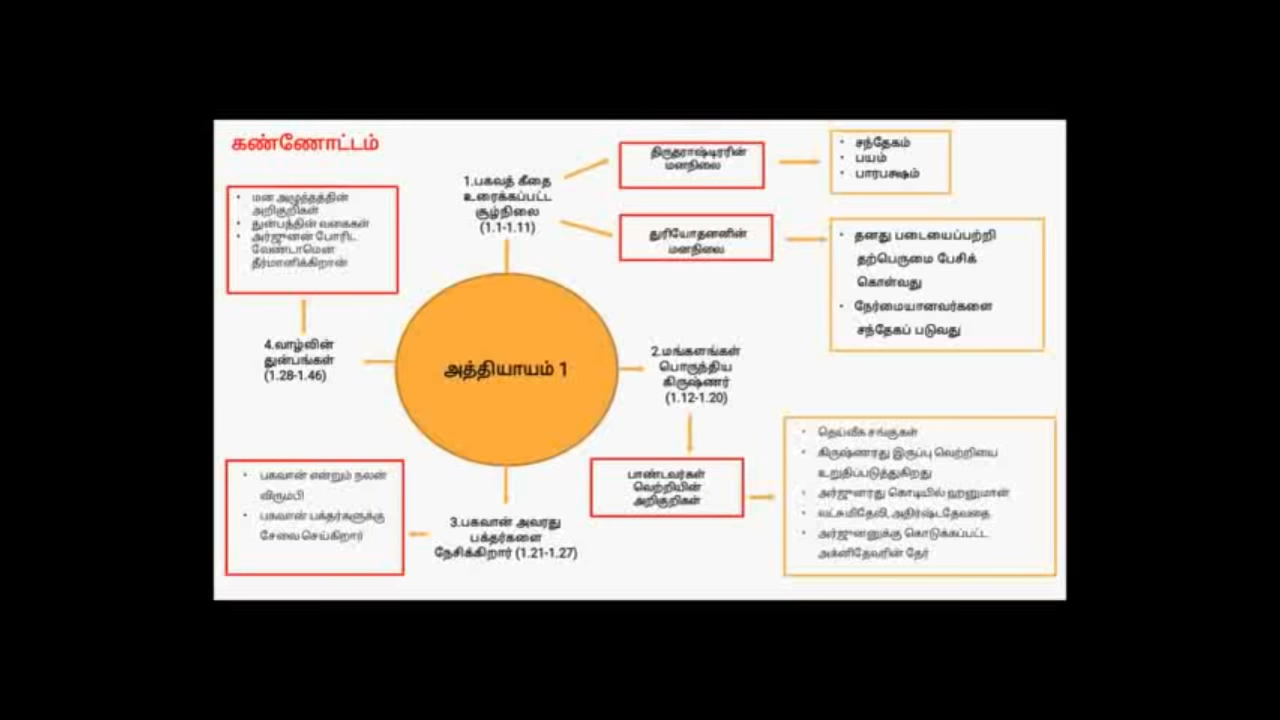 கண்ணோட்டம்
1.பகவத் கீதை
உரைக்கப்பட்ட
சூழ்நிலை
(1.1-1.11)
திருதராஷ்டிரரின்
மனநிலை
• சந்தேகம்
• பயம்
• பாரபக்ஷம்
துரியோதனனின்
மனநிலை
• தனது படையைப்பற்றி
தற்பெருமை பேசிக்
கொள்வது
• நேர்மையானவர்களை
சந்தேகப் படுவது
அத்தியாயம் 1
2.மங்களங்கள்
பொருந்திய
கிருஷ்ணர்
(1.12-1.20)
பாண்டவர்கள்
வெற்றியின்
அறிகுறிகள்
• தெய்வீக சங்குகள்
• கிருஷ்ணரது இருப்பு வெற்றியை
உறுதிப்படுத்துகிறது
• அர்ஜுனரது கொடியில் ஹனுமான்
• லட்சுமிதேவி, அதிர்ஷ்டதேவதை
• அர்ஜுனனுக்கு கொடுக்கப்பட்ட
அக்னிதேவரின் தேர்
3.பகவான் அவரது
பக்தர்களை
நேசிக்கிறார் (1.21-1.27)
• பகவான் என்றும் நலன்
விரும்பி
• பகவான் பக்தர்களுக்கு
சேவை செய்கிறார்
4.வாழ்வின்
துன்பங்கள்
(1.28-1.46)
• மன அழுத்தத்தின்
அறிகுறிகள்
• துன்பத்தின் வகைகள்
• அர்ஜுனன் போரிட
வேண்டாமென
தீர்மானிக்கிறான்